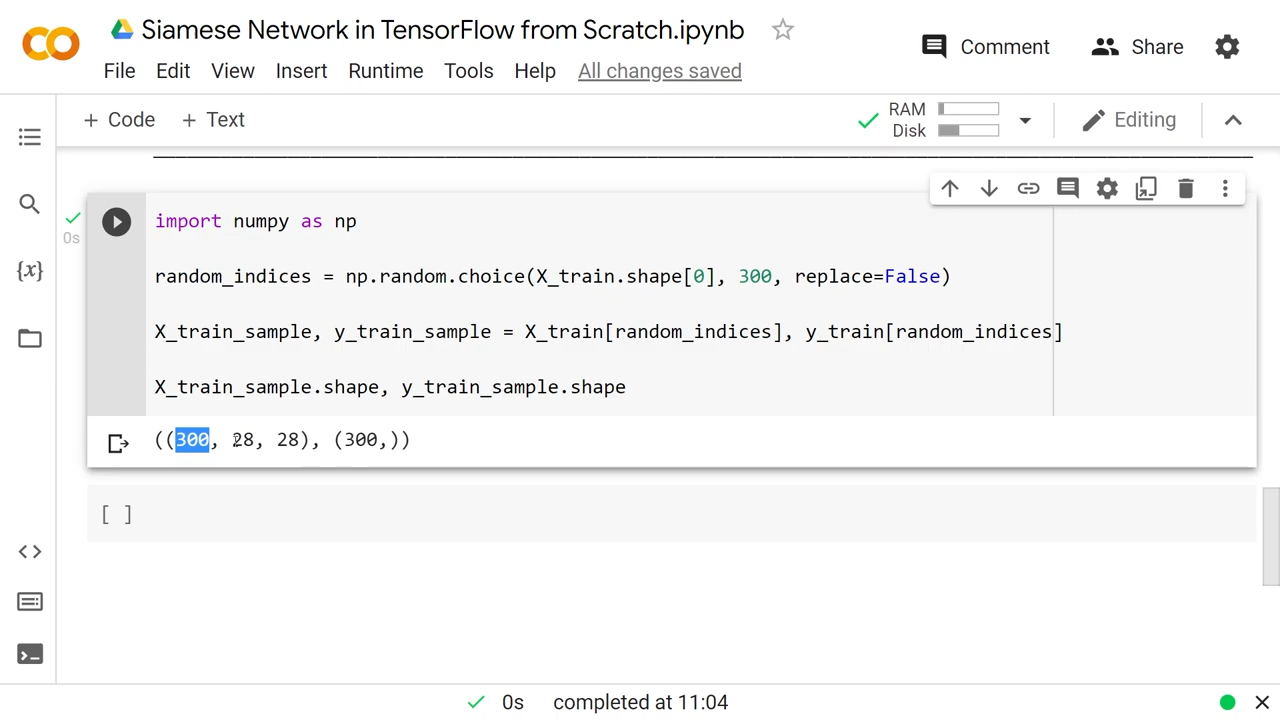 Siamese Network in TensorFlow from Scratch.ipynb
Comment
Share
File Edit View Insert Runtime Tools Help All changes saved
+ Code + Text
RAM
Disk
Editing
0s
import numpy as np
random_indices = np.random.choice(X_train.shape[0], 300, replace=False)
X_train_sample, y_train_sample = X_train[random_indices], y_train[random_indices]
X_train_sample.shape, y_train_sample.shape
((300, 28, 28), (300,))
{x}
[ ]
0s completed at 11:04